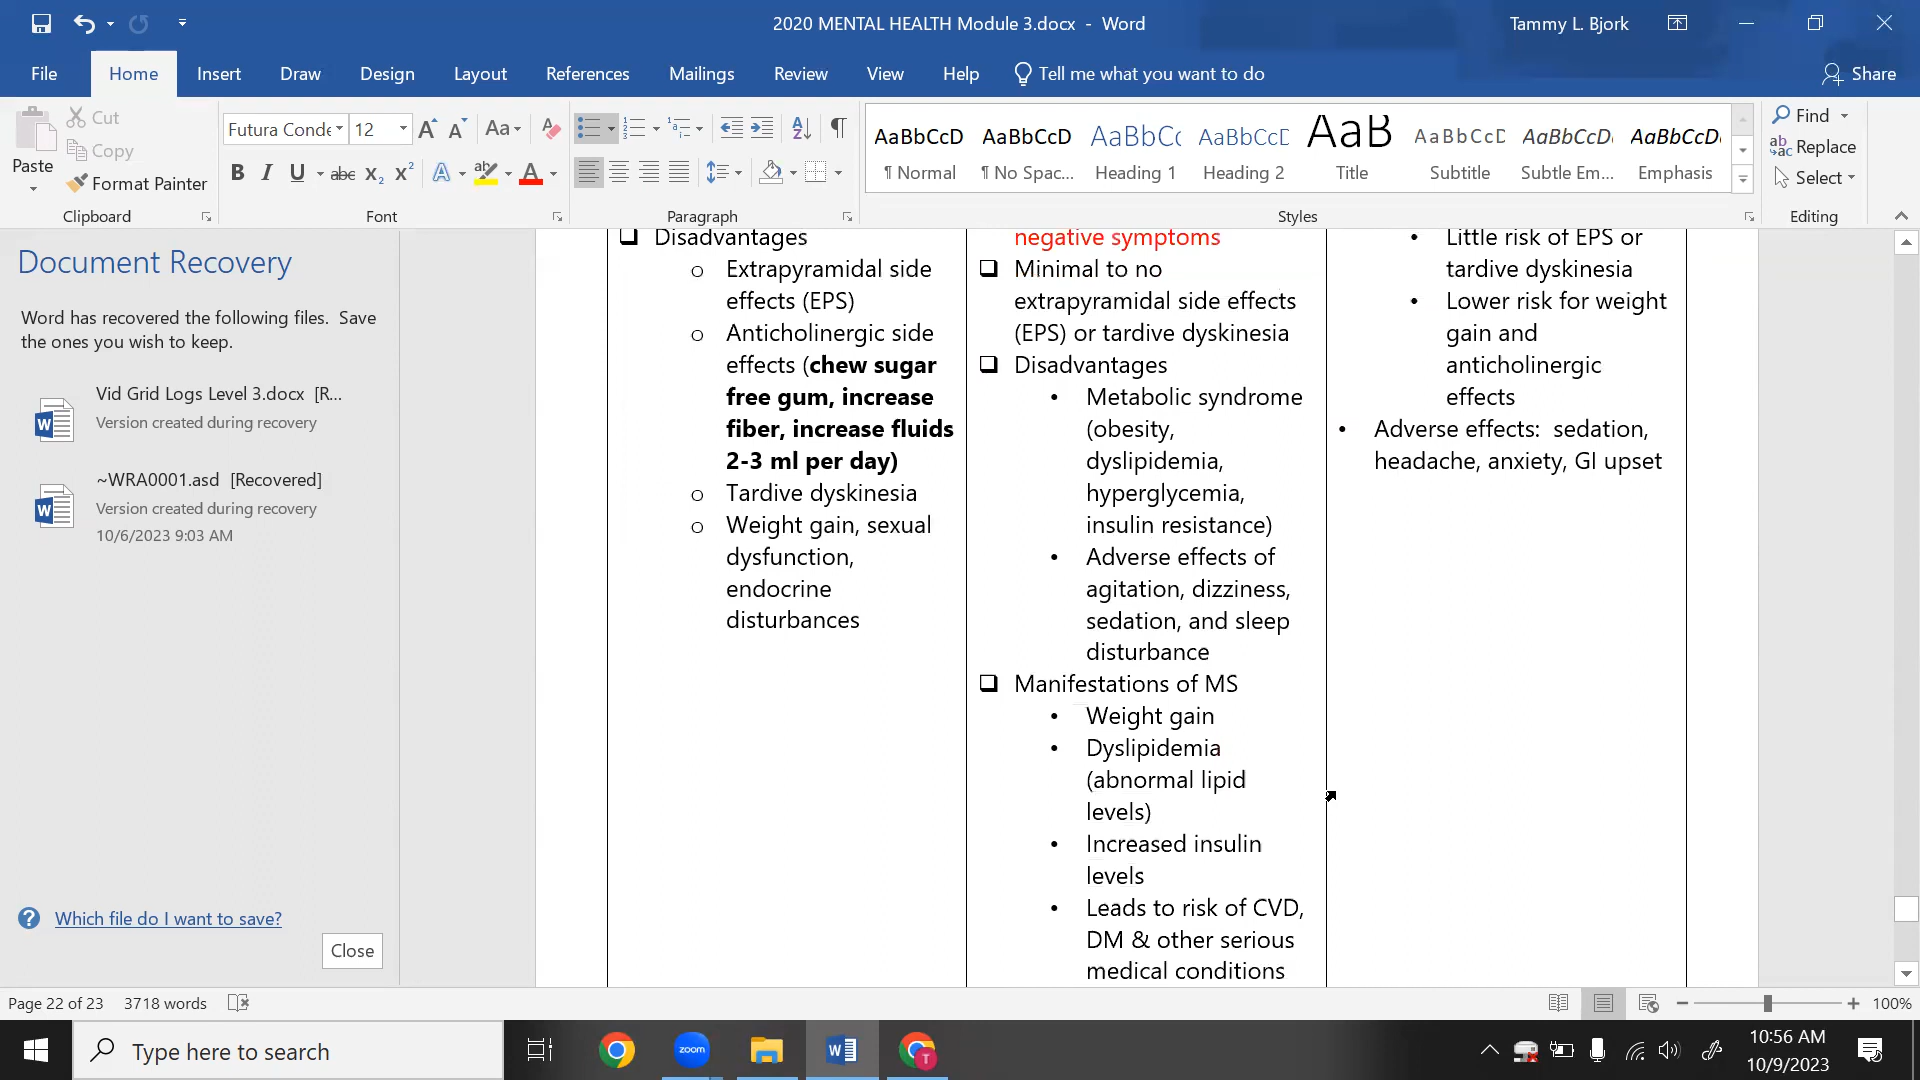 2020 MENTAL HEALTH Module 3.docx - Word
Tammy L. Bjork
File Home Insert Draw Design Layout References Mailings Review View Help Tell me what you want to do Share
Paste
Cut
Copy
Format Painter
Clipboard
Futura Conde 12
Font
Paragraph
AaBbCcD AaBbCcD AaBbCc AaBbCcD AaB AaBbCcD AaBbCcD AaBbCcD
¶ Normal ¶ No Spac... Heading 1 Heading 2 Title Subtitle Subtle Em... Emphasis
Styles
Find
Replace
Select
Editing
Document Recovery
Word has recovered the following files. Save
the ones you wish to keep.
Vid Grid Logs Level 3.docx [R...
Version created during recovery
~WRA0001.asd [Recovered]
Version created during recovery
10/6/2023 9:03 AM
Which file do I want to save?
Close
Disadvantages
o Extrapyramidal side
effects (EPS)
o Anticholinergic side
effects (chew sugar
free gum, increase
fiber, increase fluids
2-3 ml per day)
o Tardive dyskinesia
o Weight gain, sexual
dysfunction,
endocrine
disturbances
negative symptoms
Minimal to no
extrapyramidal side effects
(EPS) or tardive dyskinesia
Disadvantages
• Metabolic syndrome
(obesity,
dyslipidemia,
hyperglycemia,
insulin resistance)
• Adverse effects of
agitation, dizziness,
sedation, and sleep
disturbance
Manifestations of MS
• Weight gain
• Dyslipidemia
(abnormal lipid
levels)
• Increased insulin
levels
• Leads to risk of CVD,
DM & other serious
medical conditions
• Little risk of EPS or
tardive dyskinesia
• Lower risk for weight
gain and
anticholinergic
effects
• Adverse effects: sedation,
headache, anxiety, GI upset
Page 22 of 23 3718 words
100%
Type here to search
zoom
T
10:56 AM
10/9/2023